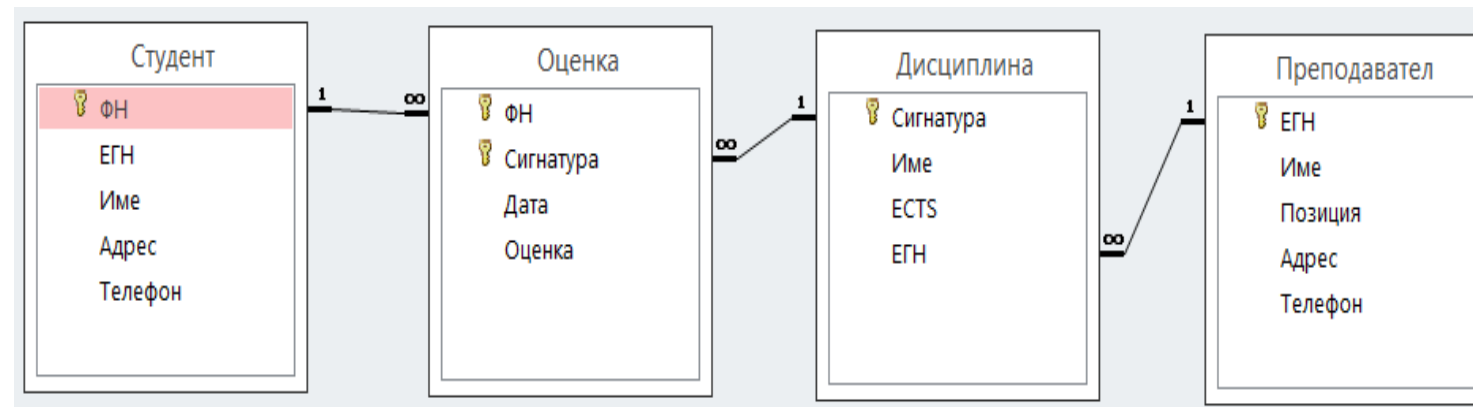 Студент
ФН
ЕГН
Име
Адрес
Телефон
1
∞
Оценка
ФН
Сигнатура
Дата
Оценка
∞
1
Дисциплина
Сигнатура
Име
ECTS
ЕГН
∞
1
Преподавател
ЕГН
Име
Позиция
Адрес
Телефон